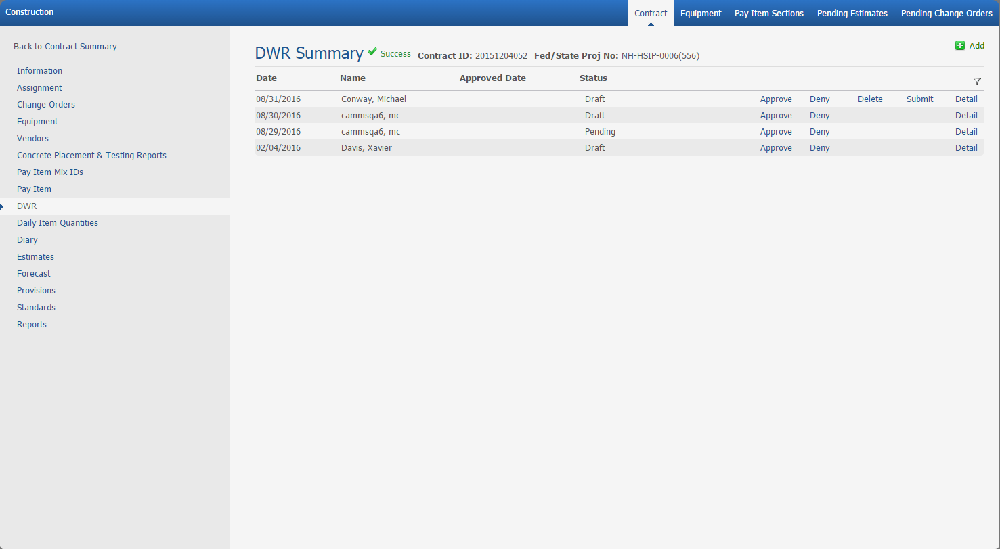 Construction
Contract Equipment Pay Item Sections Pending Estimates Pending Change Orders
Back to Contract Summary
Information
Assignment
Change Orders
Equipment
Vendors
Concrete Placement & Testing Reports
Pay Item Mix IDs
Pay Item
DWR
Daily Item Quantities
Diary
Estimates
Forecast
Provisions
Standards
Reports
DWR Summary Success Contract ID: 20151204052 Fed/State Proj No: NH-HSIP-0006(556)
Add
Date Name Approved Date Status
08/31/2016 Conway, Michael Draft Approve Deny Delete Submit Detail
08/30/2016 cammsqa6, mc Draft Approve Deny Detail
08/29/2016 cammsqa6, mc Pending Approve Deny Detail
02/04/2016 Davis, Xavier Draft Approve Deny Detail